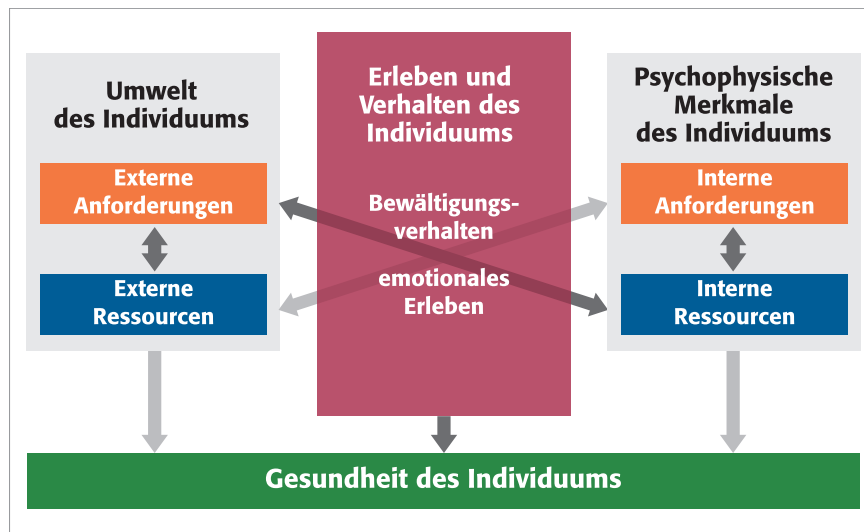 Umwelt
des Individuums
Externe
Anforderungen
Externe
Ressourcen
Erleben und
Verhalten des
Individuums
Bewältigungs-
verhalten
emotionales
Erleben
Psychophysische
Merkmale
des Individuums
Interne
Anforderungen
Interne
Ressourcen
Gesundheit des Individuums